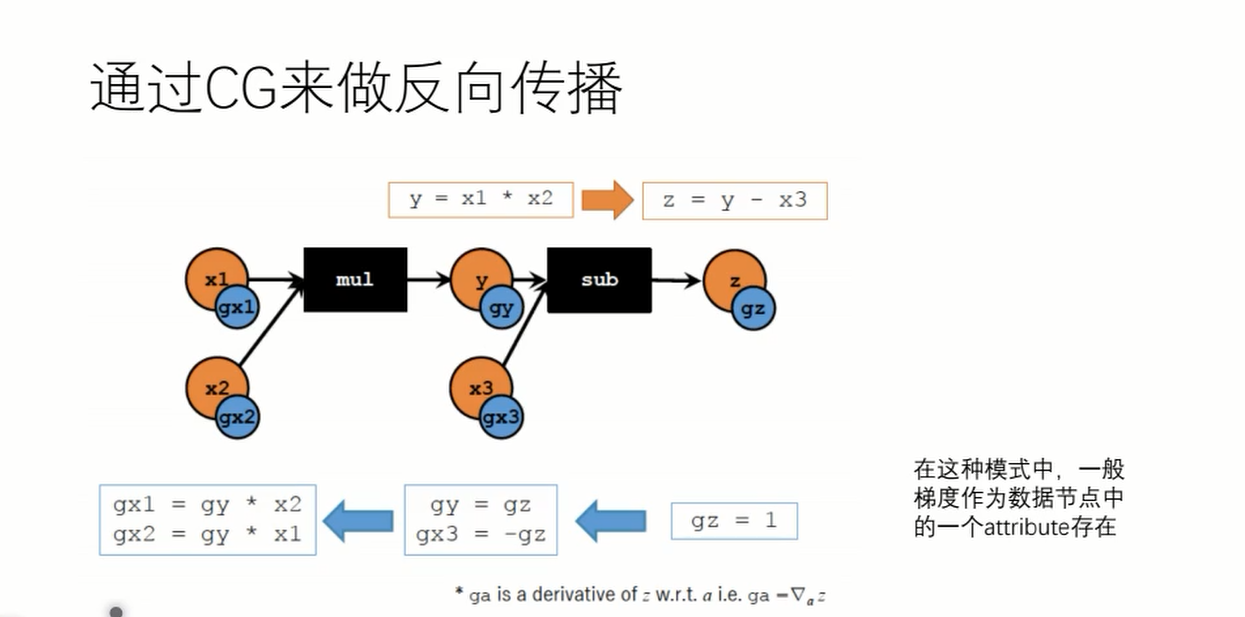 通过CG来做反向传播
y = x1 * x2
z = y - x3
x1
gx1
mul
y
gy
sub
z
gz
x2
gx2
x3
gx3
gx1 = gy * x2
gx2 = gy * x1
gy = gz
gx3 = -gz
gz = 1
在这种模式中，一般
梯度作为数据节点中
的一个attribute存在
* ga is a derivative of z w.r.t. a i.e. ga =∇a z